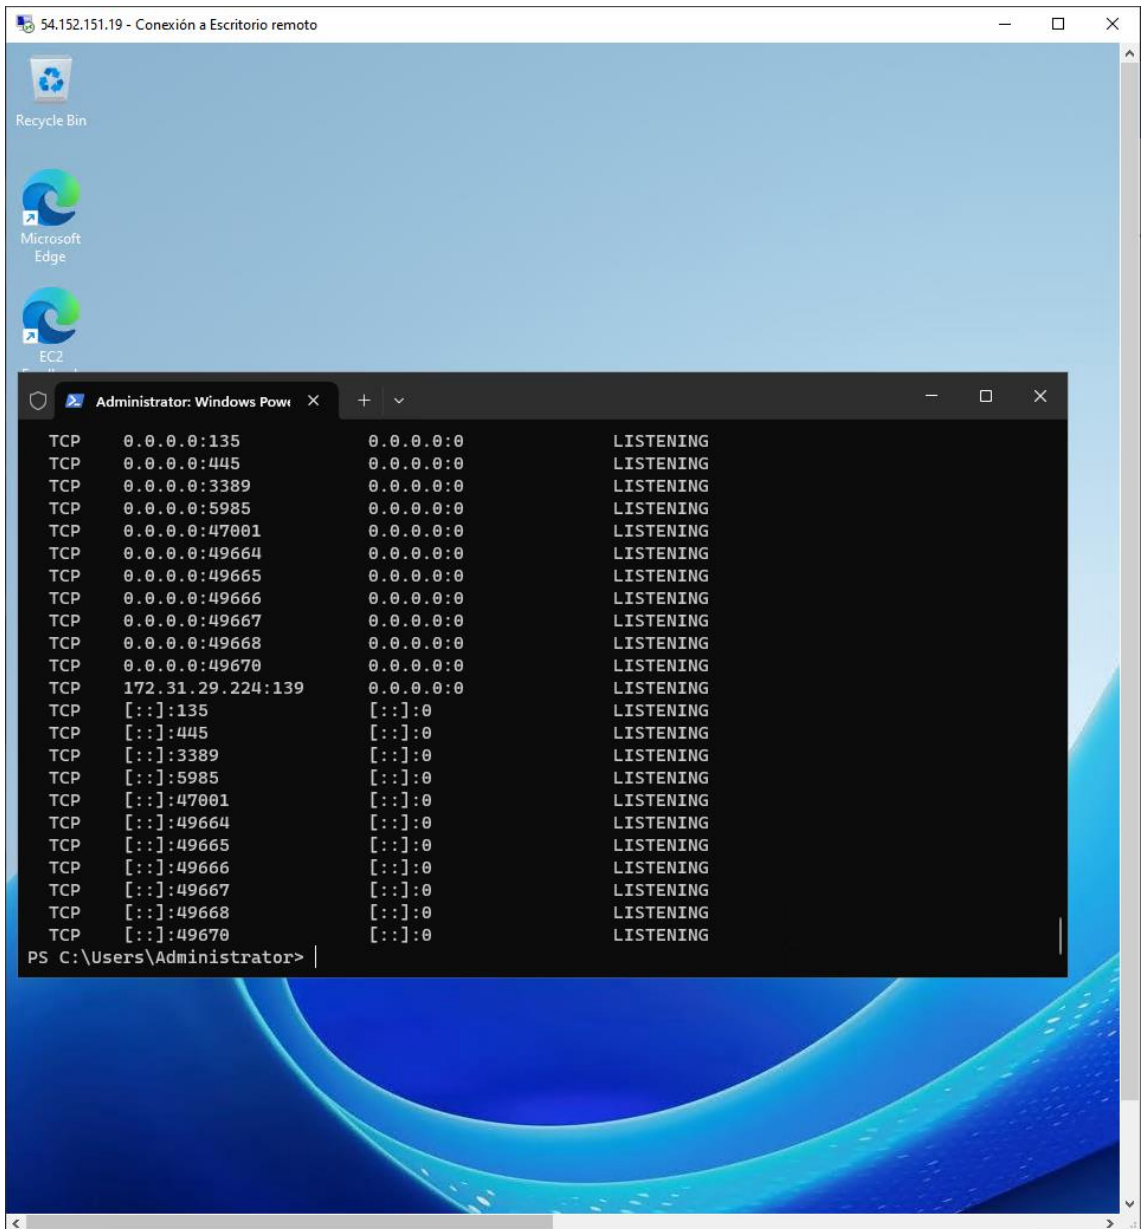 54.152.151.19 - Conexión a Escritorio remoto
Recycle Bin
Microsoft
Edge
EC2
Administrator: Windows Powe
TCP 0.0.0.0:135 0.0.0.0:0 LISTENING
TCP 0.0.0.0:445 0.0.0.0:0 LISTENING
TCP 0.0.0.0:3389 0.0.0.0:0 LISTENING
TCP 0.0.0.0:5985 0.0.0.0:0 LISTENING
TCP 0.0.0.0:47001 0.0.0.0:0 LISTENING
TCP 0.0.0.0:49664 0.0.0.0:0 LISTENING
TCP 0.0.0.0:49665 0.0.0.0:0 LISTENING
TCP 0.0.0.0:49666 0.0.0.0:0 LISTENING
TCP 0.0.0.0:49667 0.0.0.0:0 LISTENING
TCP 0.0.0.0:49668 0.0.0.0:0 LISTENING
TCP 0.0.0.0:49670 0.0.0.0:0 LISTENING
TCP 172.31.29.224:139 0.0.0.0:0 LISTENING
TCP [::]:135 [::]:0 LISTENING
TCP [::]:445 [::]:0 LISTENING
TCP [::]:3389 [::]:0 LISTENING
TCP [::]:5985 [::]:0 LISTENING
TCP [::]:47001 [::]:0 LISTENING
TCP [::]:49664 [::]:0 LISTENING
TCP [::]:49665 [::]:0 LISTENING
TCP [::]:49666 [::]:0 LISTENING
TCP [::]:49667 [::]:0 LISTENING
TCP [::]:49668 [::]:0 LISTENING
TCP [::]:49670 [::]:0 LISTENING
PS C:\Users\Administrator>